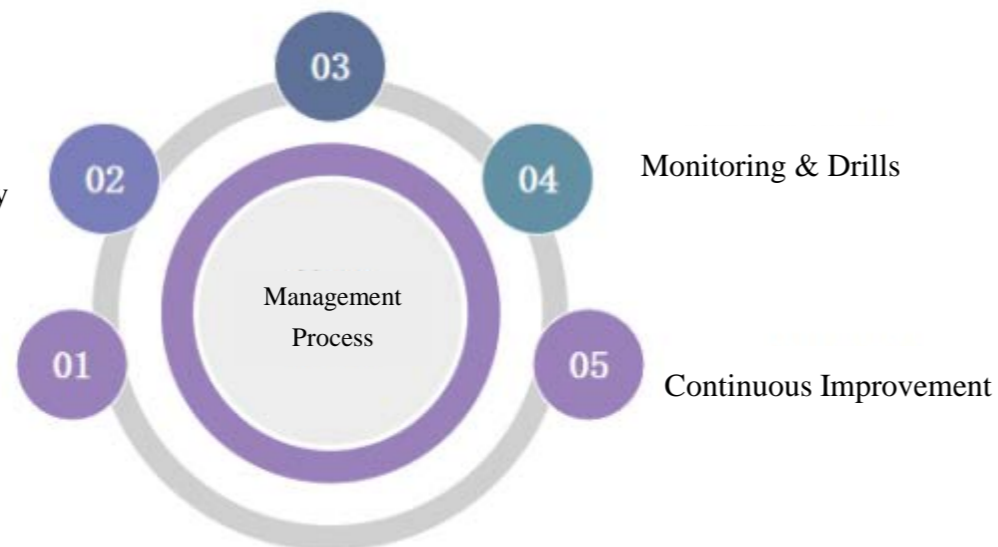 03
02
04
Monitoring & Drills
y
Management
Process
01
05
Continuous Improvement